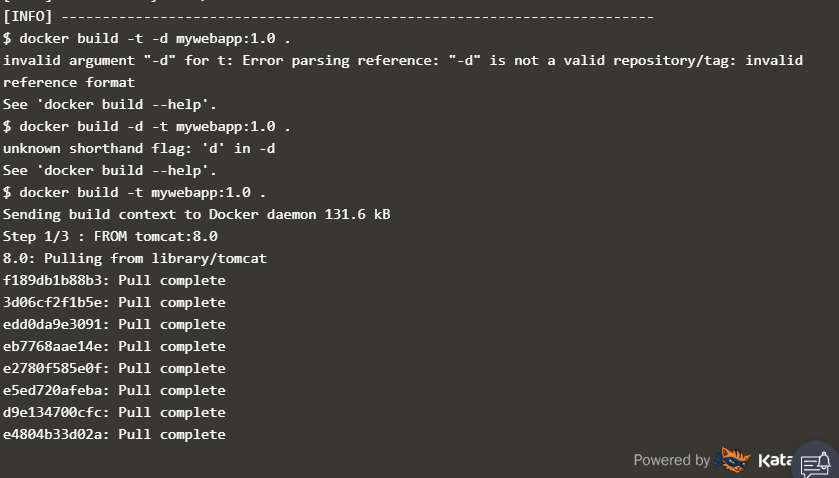 [INFO] ------------------------------------------------------------------------
$ docker build -t -d mywebapp:1.0 .
invalid argument "-d" for t: Error parsing reference: "-d" is not a valid repository/tag: invalid
reference format
See 'docker build --help'.
$ docker build -d -t mywebapp:1.0 .
unknown shorthand flag: 'd' in -d
See 'docker build --help'.
$ docker build -t mywebapp:1.0 .
Sending build context to Docker daemon 131.6 kB
Step 1/3 : FROM tomcat:8.0
8.0: Pulling from library/tomcat
f189db1b88b3: Pull complete
3d06cf2f1b5e: Pull complete
edd0da9e3091: Pull complete
eb7768aae14e: Pull complete
e2780f585e0f: Pull complete
e5ed720afeba: Pull complete
d9e134700cfc: Pull complete
e4804b33d02a: Pull complete
Powered by Kata